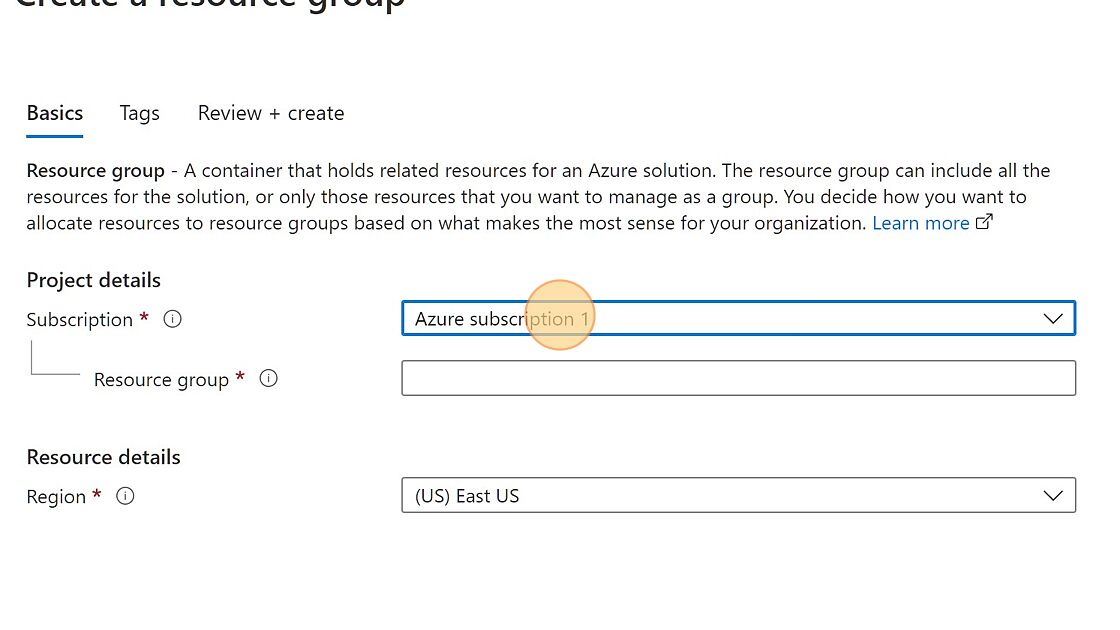 Create a resource group
Basics Tags Review + create
Resource group - A container that holds related resources for an Azure solution. The resource group can include all the
resources for the solution, or only those resources that you want to manage as a group. You decide how you want to
allocate resources to resource groups based on what makes the most sense for your organization. Learn more
Project details
Subscription * Azure subscription 1
Resource group *
Resource details
Region * (US) East US